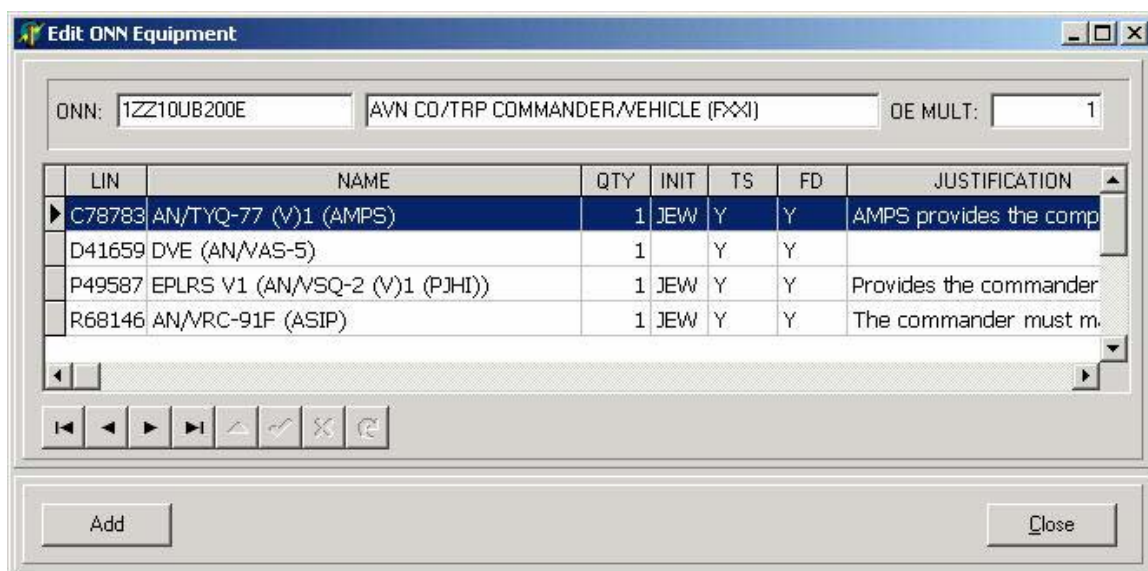 Edit ONN Equipment
ONN: 1ZZ10UB200E AVN CO/TRP COMMANDER/VEHICLE (FXXI) OE MULT: 1
LIN NAME QTY INIT TS FD JUSTIFICATION
C78783 AN/TYQ-77 (V)1 (AMPS) 1 JEW Y Y AMPS provides the comp
D41659 DVE (AN/VAS-5) 1 Y Y
P49587 EPLRS V1 (AN/VSQ-2 (V)1 (PJHI)) 1 JEW Y Y Provides the commander
R68146 AN/VRC-91F (ASIP) 1 JEW Y Y The commander must m
Add Close